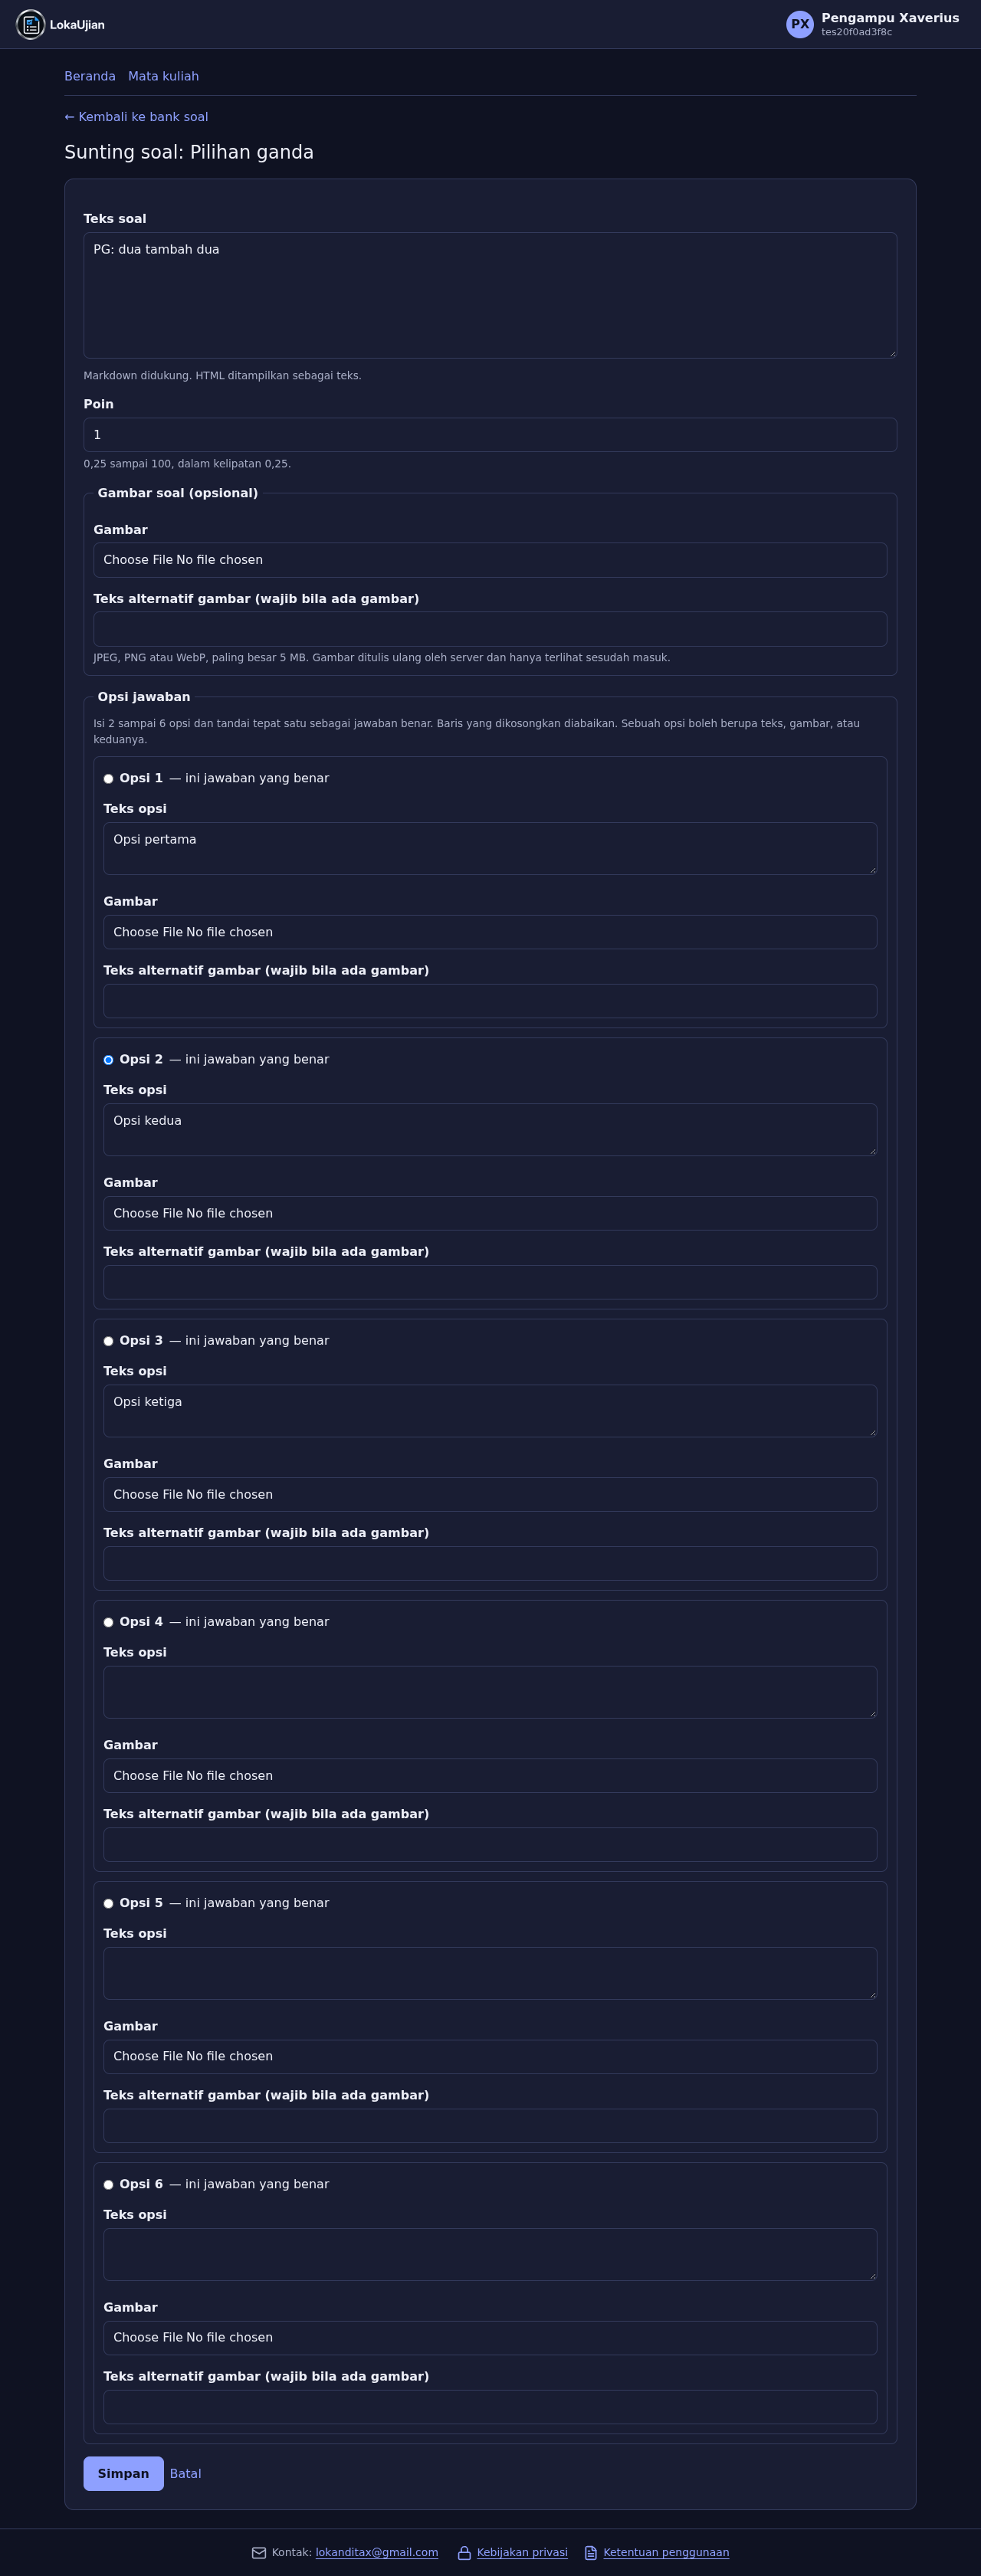 LokaUjian
PX
Pengampu Xaverius
tes20f0ad3f8c
Beranda Mata kuliah
← Kembali ke bank soal
Sunting soal: Pilihan ganda
Teks soal
PG: dua tambah dua
Markdown didukung. HTML ditampilkan sebagai teks.
Poin
1
0,25 sampai 100, dalam kelipatan 0,25.
Gambar soal (opsional)
Gambar
Choose File No file chosen
Teks alternatif gambar (wajib bila ada gambar)
JPEG, PNG atau WebP, paling besar 5 MB. Gambar ditulis ulang oleh server dan hanya terlihat sesudah masuk.
Opsi jawaban
Isi 2 sampai 6 opsi dan tandai tepat satu sebagai jawaban benar. Baris yang dikosongkan diabaikan. Sebuah opsi boleh berupa teks, gambar, atau
keduanya.
Opsi 1 — ini jawaban yang benar
Teks opsi
Opsi pertama
Gambar
Choose File No file chosen
Teks alternatif gambar (wajib bila ada gambar)
Opsi 2 — ini jawaban yang benar
Teks opsi
Opsi kedua
Gambar
Choose File No file chosen
Teks alternatif gambar (wajib bila ada gambar)
Opsi 3 — ini jawaban yang benar
Teks opsi
Opsi ketiga
Gambar
Choose File No file chosen
Teks alternatif gambar (wajib bila ada gambar)
Opsi 4 — ini jawaban yang benar
Teks opsi
Gambar
Choose File No file chosen
Teks alternatif gambar (wajib bila ada gambar)
Opsi 5 — ini jawaban yang benar
Teks opsi
Gambar
Choose File No file chosen
Teks alternatif gambar (wajib bila ada gambar)
Opsi 6 — ini jawaban yang benar
Teks opsi
Gambar
Choose File No file chosen
Teks alternatif gambar (wajib bila ada gambar)
Simpan Batal
Kontak: lokanditax@gmail.com Kebijakan privasi Ketentuan penggunaan